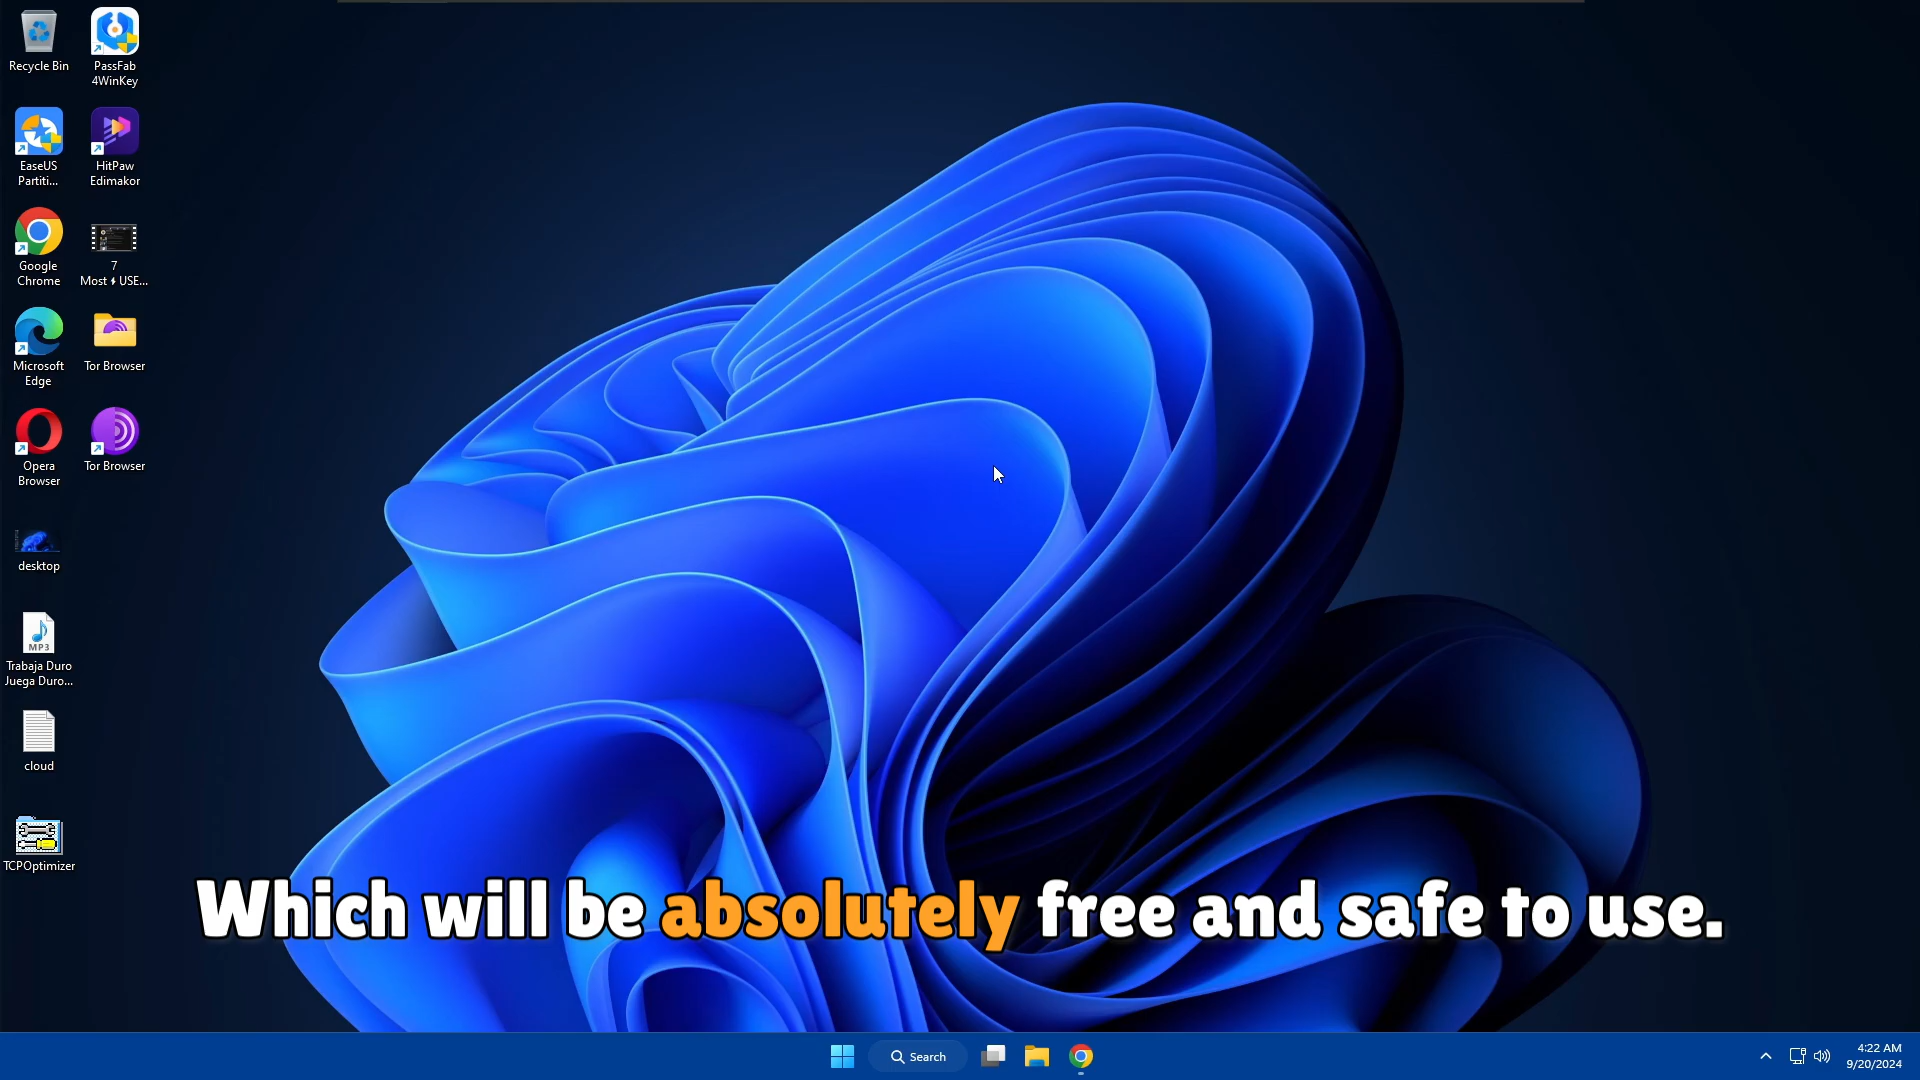 Recycle Bin
PassFab
4WinKey
EaseUS
Partiti...
HitPaw
Edimakor
Google
Chrome
7
Most⚡USE...
Microsoft
Edge
Tor Browser
Opera
Browser
Tor Browser
desktop
MP3
Trabaja Duro
Juega Duro...
cloud
TCPOptimizer
Which will be absolutely free and safe to use.
Search
4:22 AM
9/20/2024